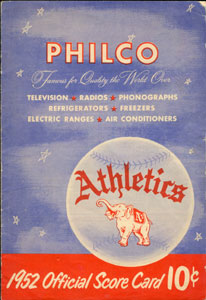 PHILCO
Famous for Quality the World Over
TELEVISION ★ RADIOS ★ PHONOGRAPHS
REFRIGERATORS ★ FREEZERS
ELECTRIC RANGES ★ AIR CONDITIONERS
Athletics
1952 Official Score Card 10¢